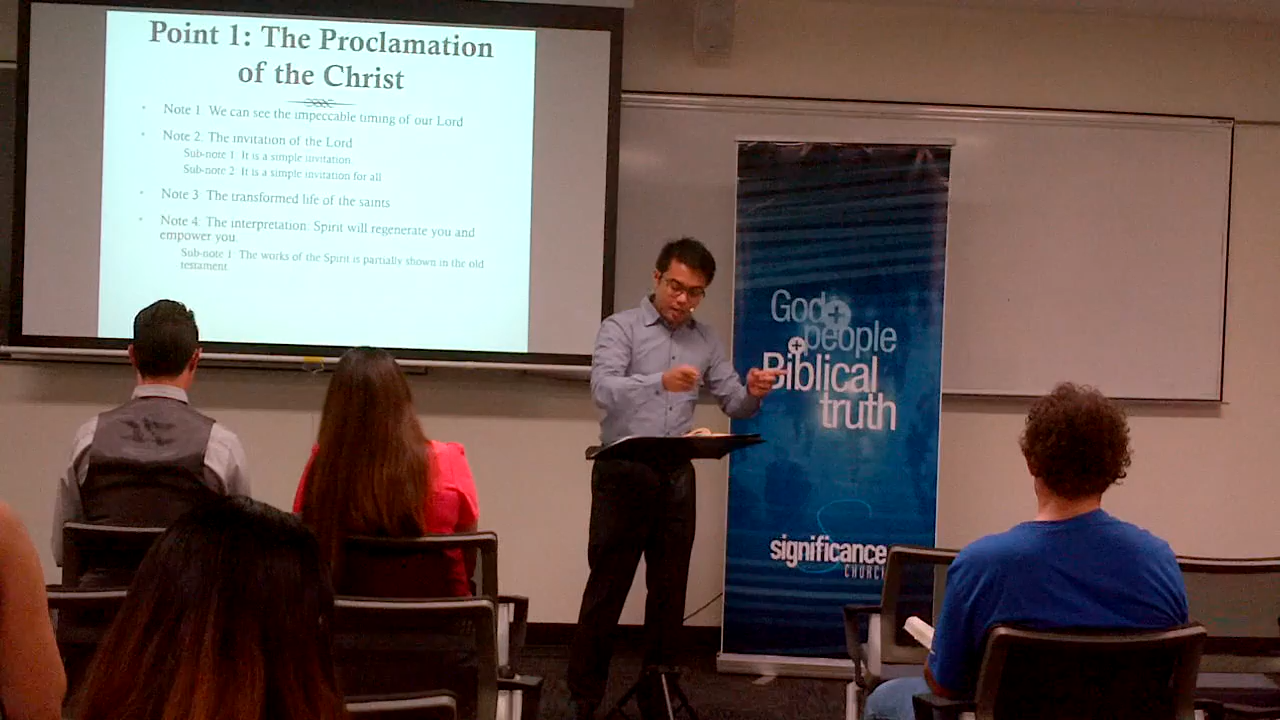 Point 1: The Proclamation
of the Christ
Note 1 We can see the impeccable timing of our Lord
Note 2. The invitation of the Lord
Sub-note 1 It is a simple invitation.
Sub-note 2 It is a simple invitation for all
Note 3 The transformed life of the saints
Note 4: The interpretation: Spirit will regenerate you and
empower you.
Sub-note 1 The works of the Spirit is partially shown in the old
testament
God+
+people
Biblical
truth
significance
CHURCH